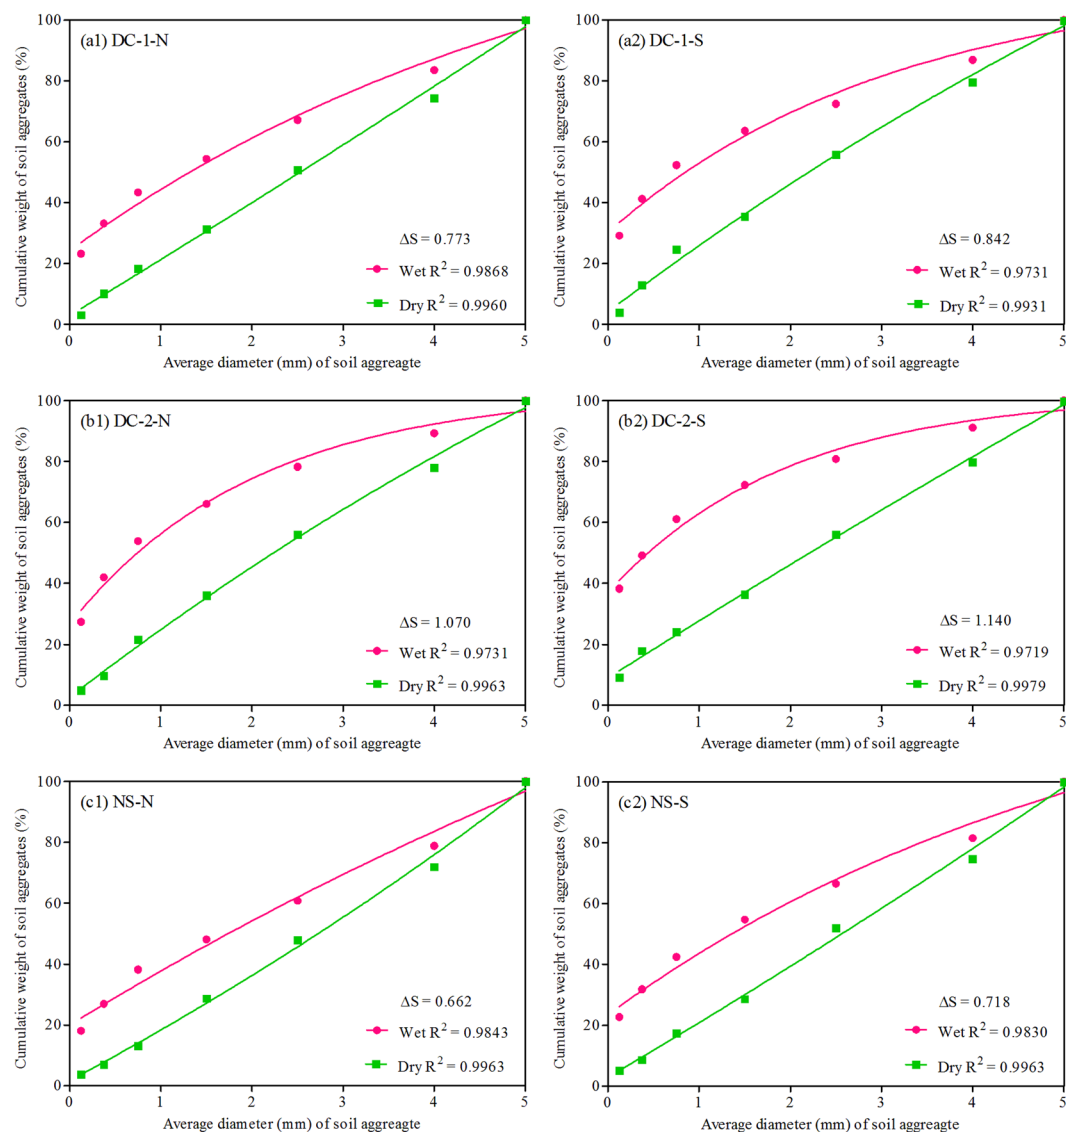 (a1) DC-1-N
Cumulative weight of soil aggregates (%)
100
80
60
40
20
0
ΔS = 0.773
Wet R² = 0.9868
Dry R² = 0.9960
0 1 2 3 4 5
Average diameter (mm) of soil aggreagte
(a2) DC-1-S
Cumulative weight of soil aggregates (%)
100
80
60
40
20
0
ΔS = 0.842
Wet R² = 0.9731
Dry R² = 0.9931
0 1 2 3 4 5
Average diameter (mm) of soil aggreagte
(b1) DC-2-N
Cumulative weight of soil aggregates (%)
100
80
60
40
20
0
ΔS = 1.070
Wet R² = 0.9731
Dry R² = 0.9963
0 1 2 3 4 5
Average diameter (mm) of soil aggreagte
(b2) DC-2-S
Cumulative weight of soil aggregates (%)
100
80
60
40
20
0
ΔS = 1.140
Wet R² = 0.9719
Dry R² = 0.9979
0 1 2 3 4 5
Average diameter (mm) of soil aggreagte
(c1) NS-N
Cumulative weight of soil aggregates (%)
100
80
60
40
20
0
ΔS = 0.662
Wet R² = 0.9843
Dry R² = 0.9963
0 1 2 3 4 5
Average diameter (mm) of soil aggreagte
(c2) NS-S
Cumulative weight of soil aggregates (%)
100
80
60
40
20
0
ΔS = 0.718
Wet R² = 0.9830
Dry R² = 0.9963
0 1 2 3 4 5
Average diameter (mm) of soil aggreagte